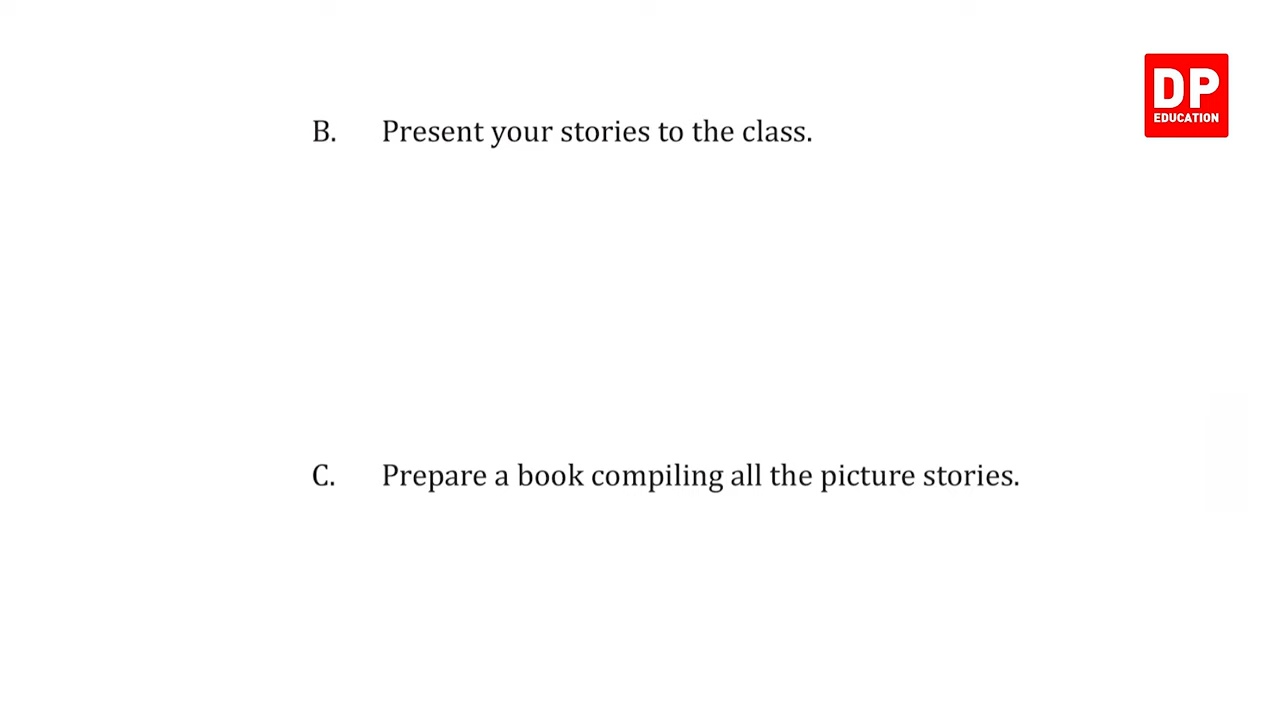 DP
EDUCATION
B. Present your stories to the class.
C. Prepare a book compiling all the picture stories.